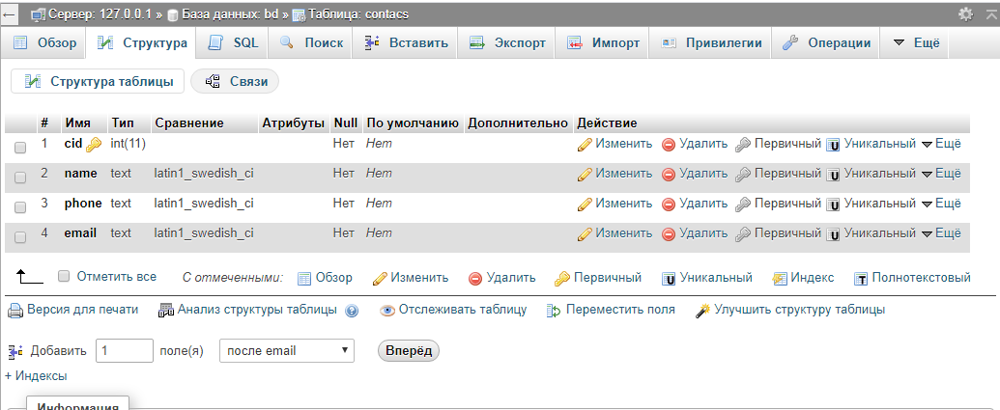 Сервер: 127.0.0.1 » База данных: bd » Таблица: contacs
Обзор Структура SQL Поиск Вставить Экспорт Импорт Привилегии Операции Ещё
Структура таблицы Связи
# Имя Тип Сравнение Атрибуты Null По умолчанию Дополнительно Действие
1 cid int(11) Нет Нет Изменить Удалить Первичный Уникальный Ещё
2 name text latin1_swedish_ci Нет Нет Изменить Удалить Первичный Уникальный Ещё
3 phone text latin1_swedish_ci Нет Нет Изменить Удалить Первичный Уникальный Ещё
4 email text latin1_swedish_ci Нет Нет Изменить Удалить Первичный Уникальный Ещё
Отметить все С отмеченными: Обзор Изменить Удалить Первичный Уникальный Индекс Полнотекстовый
Версия для печати Анализ структуры таблицы Отслеживать таблицу Переместить поля Улучшить структуру таблицы
Добавить 1 поле(я) после email Вперёд
+ Индексы
Информация